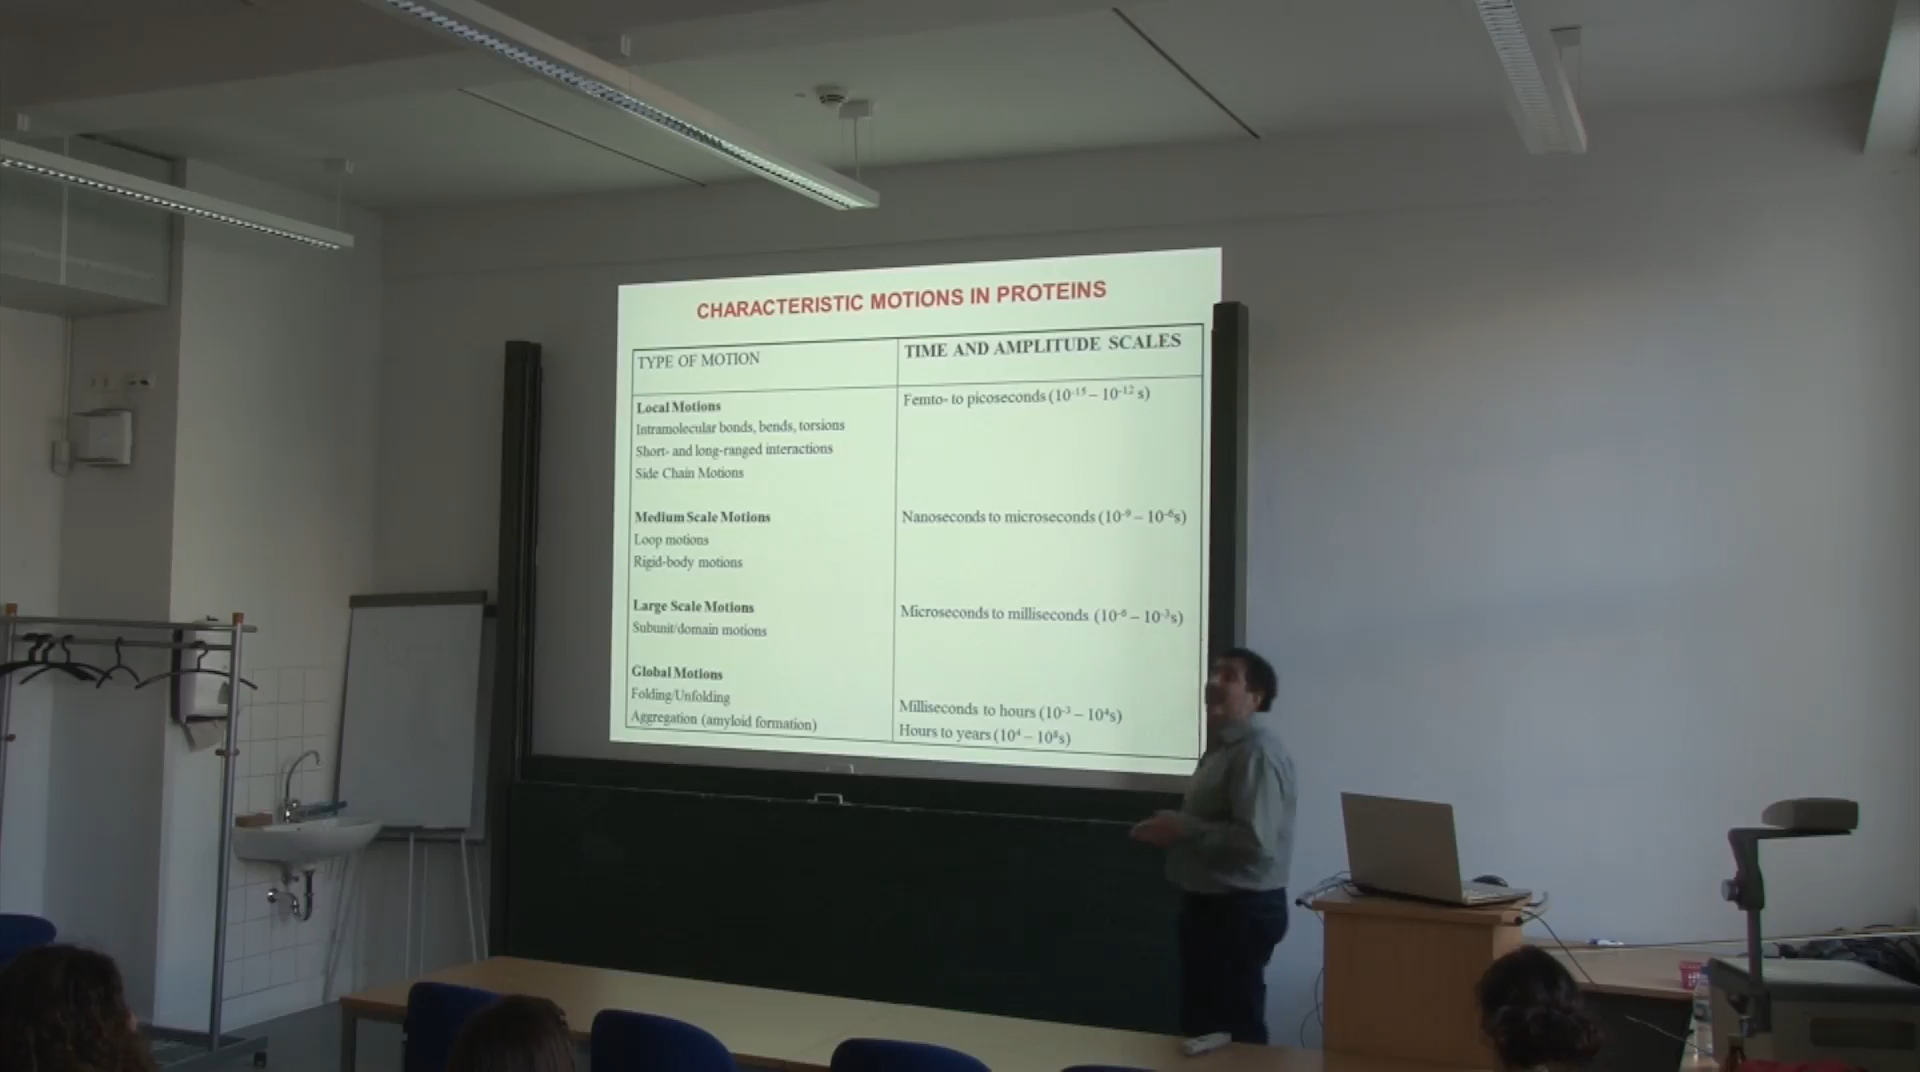 CHARACTERISTIC MOTIONS IN PROTEINS
TYPE OF MOTION
TIME AND AMPLITUDE SCALES
Local Motions
Femto- to picoseconds (10⁻¹⁵ – 10⁻¹² s)
Intramolecular bonds, bends, torsions
Short- and long-ranged interactions
Side Chain Motions
Medium Scale Motions
Nanoseconds to microseconds (10⁻⁹ – 10⁻⁶s)
Loop motions
Rigid-body motions
Large Scale Motions
Microseconds to milliseconds (10⁻⁶ – 10⁻³s)
Subunit/domain motions
Global Motions
Folding/Unfolding
Milliseconds to hours (10⁻³ – 10⁴s)
Aggregation (amyloid formation)
Hours to years (10⁴ – 10⁸s)